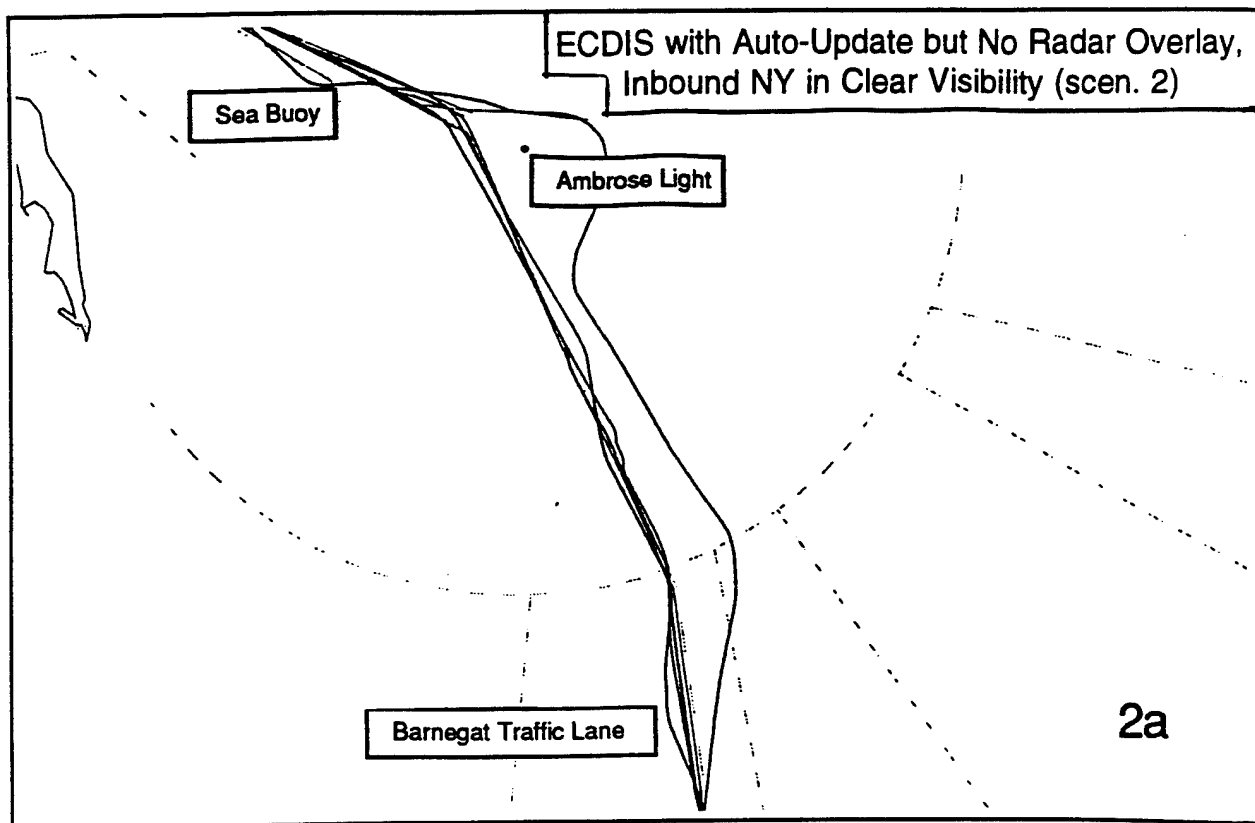 ECDIS with Auto-Update but No Radar Overlay,
Inbound NY in Clear Visibility (scen. 2)
Sea Buoy
Ambrose Light
Barnegat Traffic Lane
2a